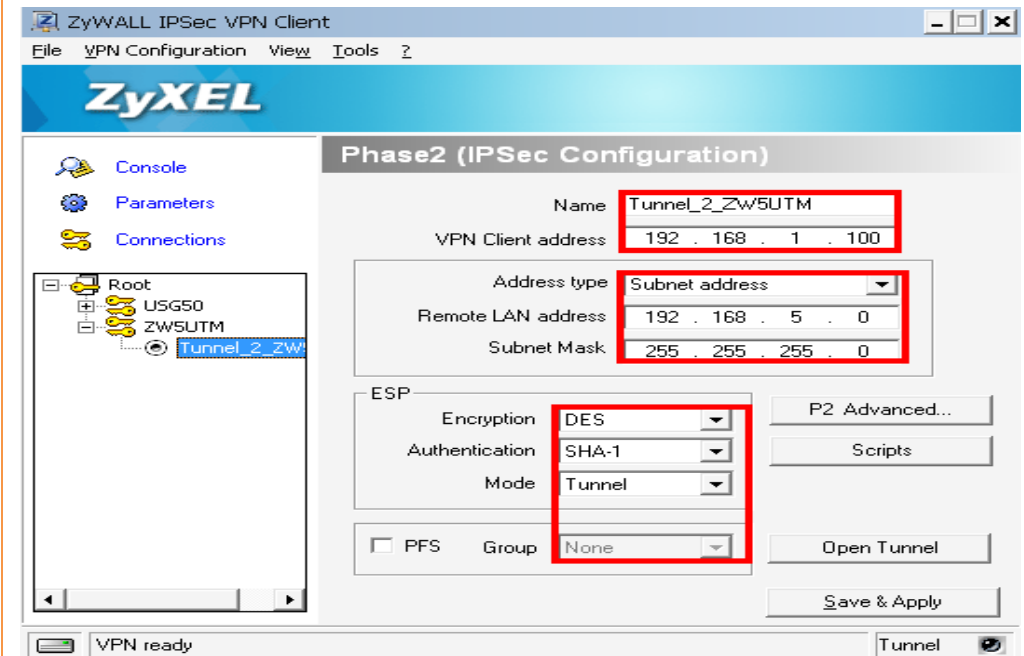 ZyWALL IPSec VPN Client
File VPN Configuration View Tools ?
ZyXEL
Console
Parameters
Connections
Root
USG50
ZW5UTM
Tunnel_2_ZW5
Phase2 (IPSec Configuration)
Name Tunnel_2_ZW5UTM
VPN Client address 192 . 168 . 1 . 100
Address type Subnet address
Remote LAN address 192 . 168 . 5 . 0
Subnet Mask 255 . 255 . 255 . 0
ESP
Encryption DES
Authentication SHA-1
Mode Tunnel
PFS Group None
P2 Advanced...
Scripts
Open Tunnel
Save & Apply
VPN ready
Tunnel